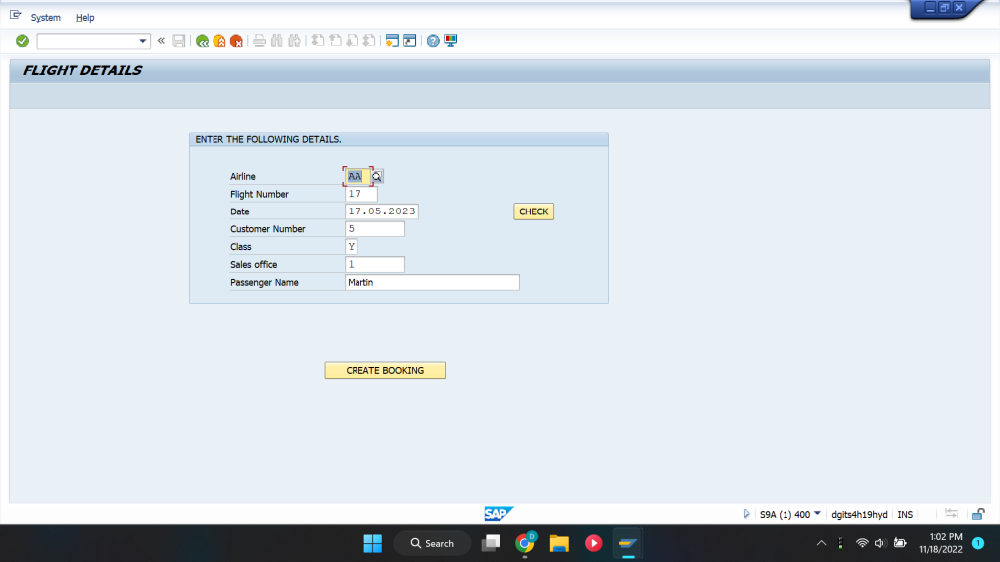 System Help
FLIGHT DETAILS
ENTER THE FOLLOWING DETAILS.
Airline AA
Flight Number 17
Date 17.05.2023 CHECK
Customer Number 5
Class Y
Sales office 1
Passenger Name Martin
CREATE BOOKING
SAP S9A (1) 400 dgits4h19hyd INS
Search D 1:02 PM 1
11/18/2022